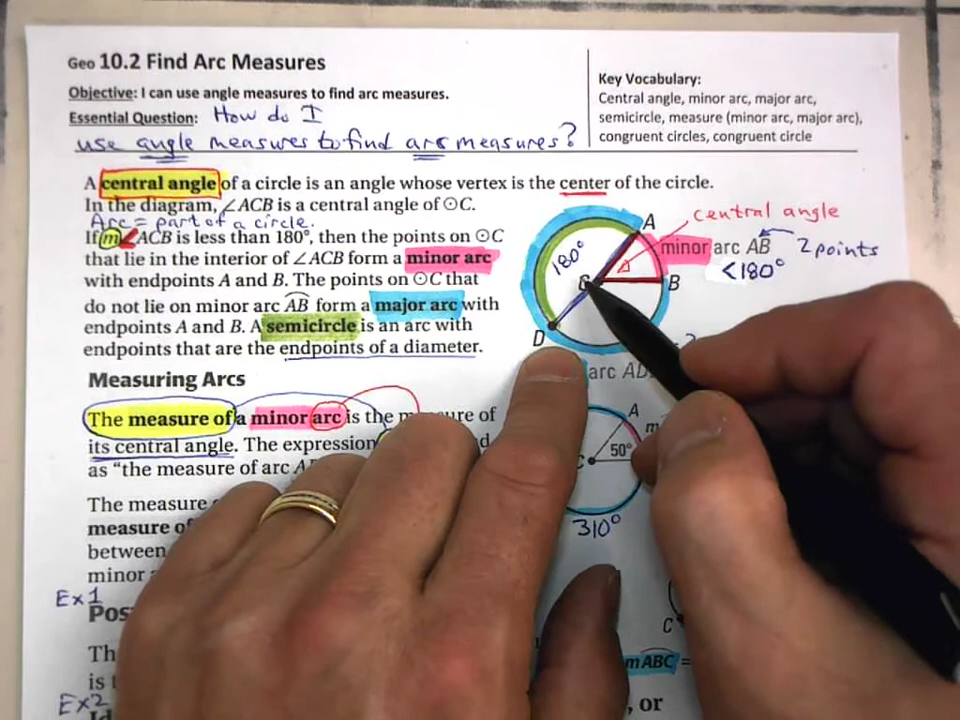 Geo 10.2 Find Arc Measures
Objective: I can use angle measures to find arc measures.
Essential Question: How do I
use angle measures to find arc measures?
Key Vocabulary:
Central angle, minor arc, major arc,
semicircle, measure (minor arc, major arc),
congruent circles, congruent circle
A central angle of a circle is an angle whose vertex is the center of the circle.
In the diagram, ∠ACB is a central angle of ⊙C.
Arc = part of a circle.
If m∠ACB is less than 180°, then the points on ⊙C
that lie in the interior of ∠ACB form a minor arc
with endpoints A and B. The points on ⊙C that
do not lie on minor arc AB form a major arc with
endpoints A and B. A semicircle is an arc with
endpoints that are the endpoints of a diameter.
A
central angle
minor arc AB
2 points
<180°
180°
C
B
D
arc AD
Measuring Arcs
The measure of a minor arc is the
its central angle. The expression
as “the measure of arc
The measure
measure of
between
minor
Ex 1
Ex 2
A
m
50°
C
310°
C
mABC =
, or